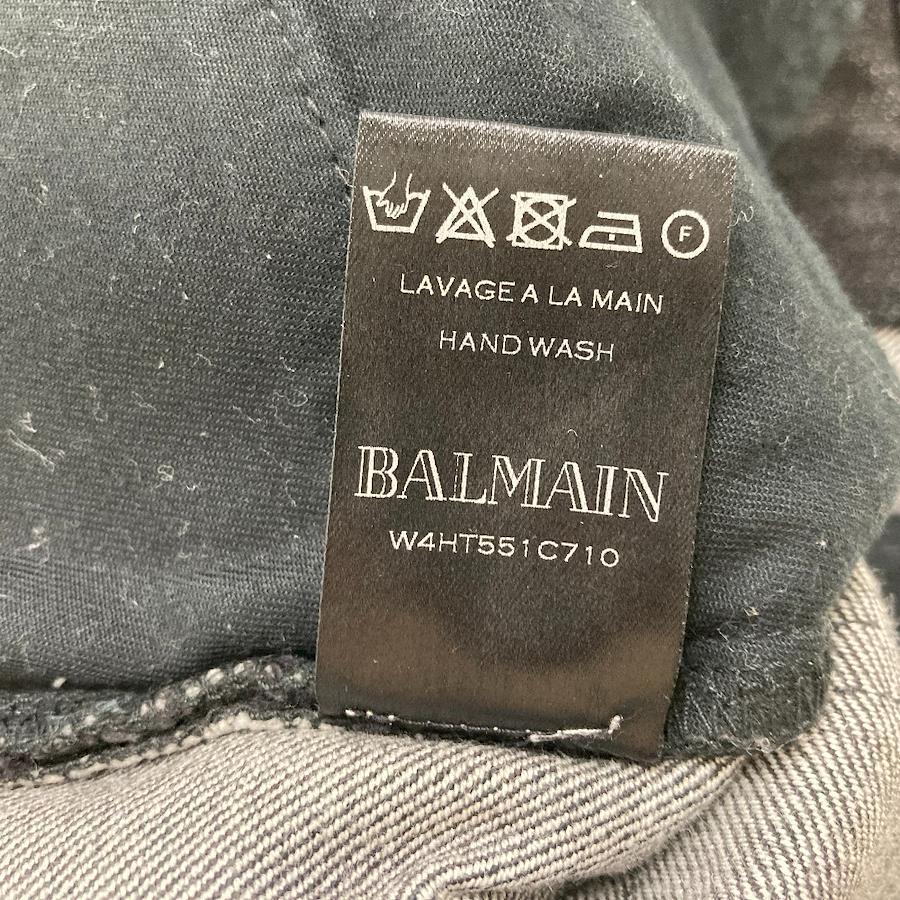 F
LAVAGE A LA MAIN
HAND WASH
BALMAIN
W4HT551C710